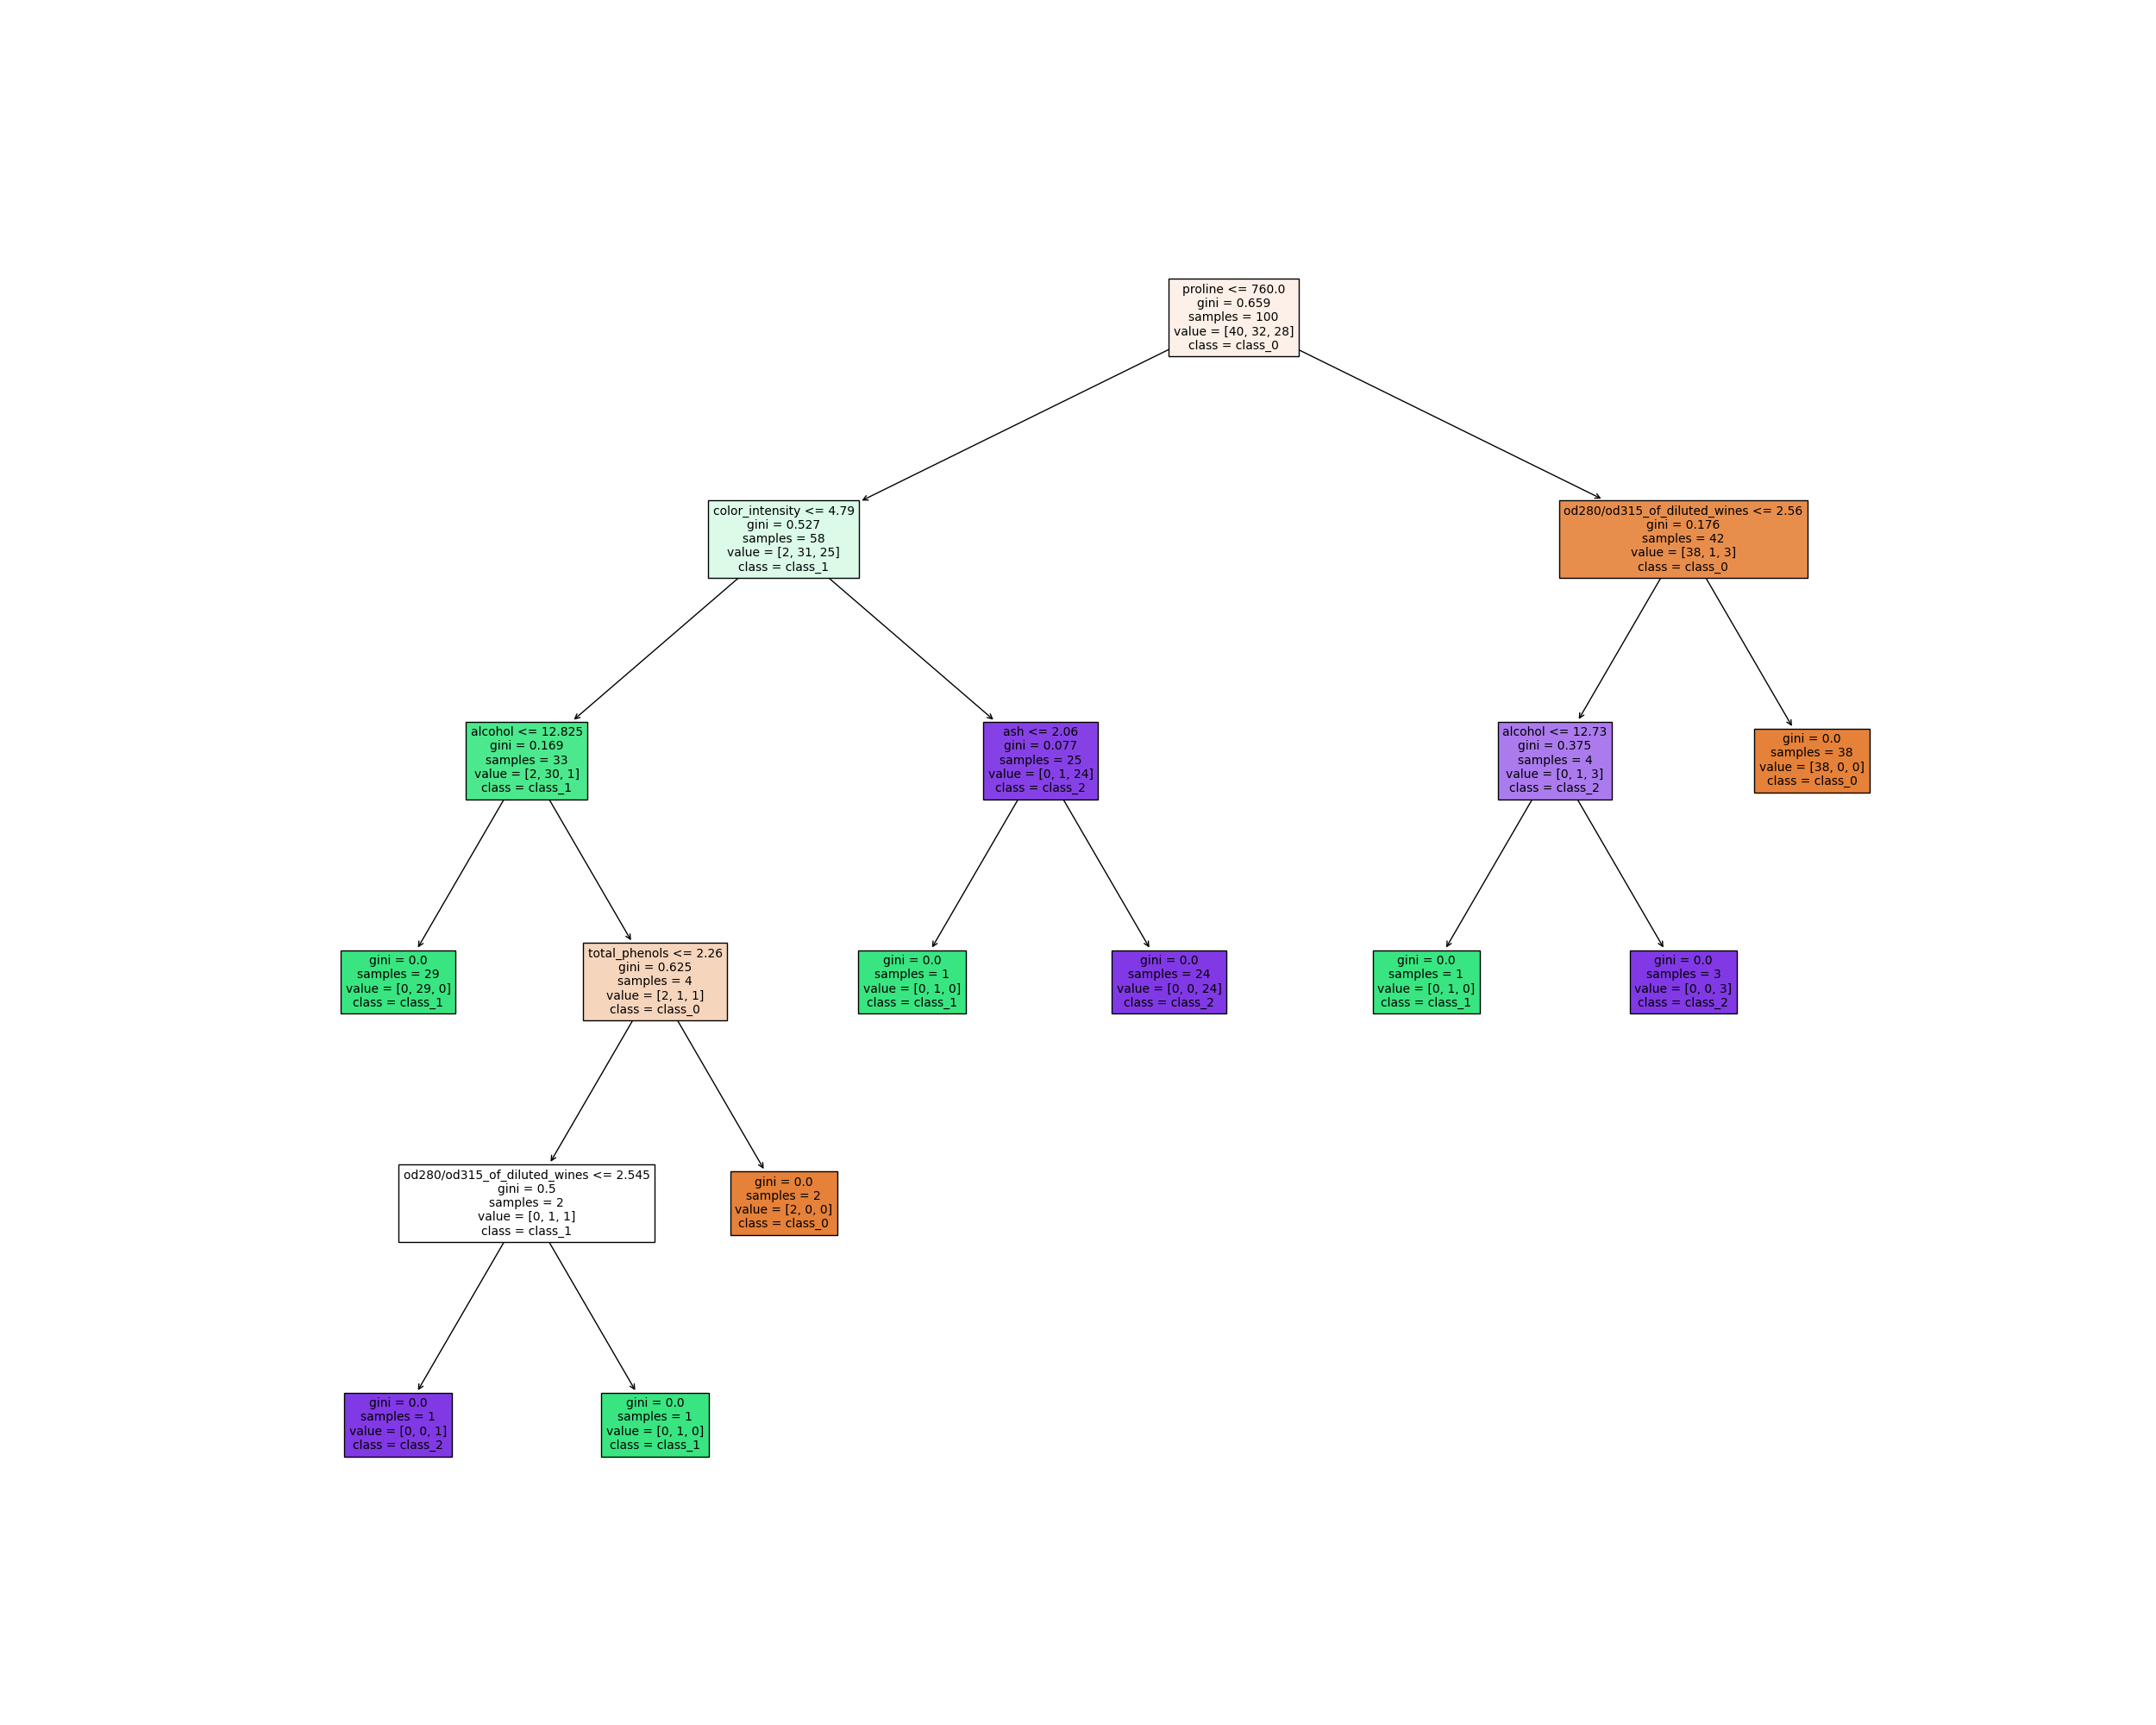 proline <= 760.0
gini = 0.659
samples = 100
value = [40, 32, 28]
class = class_0
color_intensity <= 4.79
gini = 0.527
samples = 58
value = [2, 31, 25]
class = class_1
od280/od315_of_diluted_wines <= 2.56
gini = 0.176
samples = 42
value = [38, 1, 3]
class = class_0
alcohol <= 12.825
gini = 0.169
samples = 33
value = [2, 30, 1]
class = class_1
ash <= 2.06
gini = 0.077
samples = 25
value = [0, 1, 24]
class = class_2
alcohol <= 12.73
gini = 0.375
samples = 4
value = [0, 1, 3]
class = class_2
gini = 0.0
samples = 38
value = [38, 0, 0]
class = class_0
gini = 0.0
samples = 29
value = [0, 29, 0]
class = class_1
total_phenols <= 2.26
gini = 0.625
samples = 4
value = [2, 1, 1]
class = class_0
gini = 0.0
samples = 1
value = [0, 1, 0]
class = class_1
gini = 0.0
samples = 24
value = [0, 0, 24]
class = class_2
gini = 0.0
samples = 1
value = [0, 1, 0]
class = class_1
gini = 0.0
samples = 3
value = [0, 0, 3]
class = class_2
od280/od315_of_diluted_wines <= 2.545
gini = 0.5
samples = 2
value = [0, 1, 1]
class = class_1
gini = 0.0
samples = 2
value = [2, 0, 0]
class = class_0
gini = 0.0
samples = 1
value = [0, 0, 1]
class = class_2
gini = 0.0
samples = 1
value = [0, 1, 0]
class = class_1